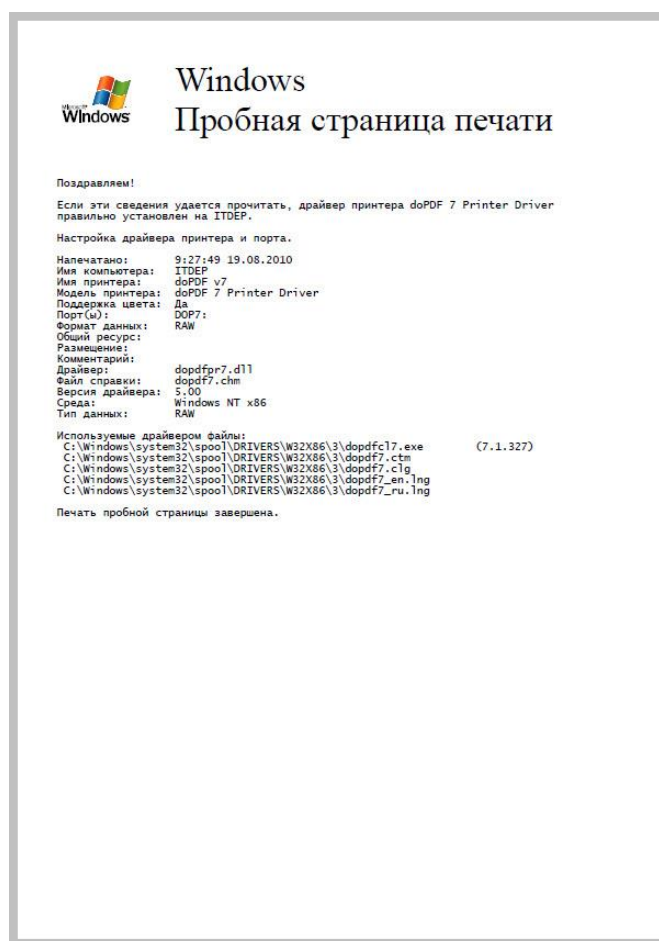 Microsoft
Windows
Windows
Пробная страница печати
Поздравляем!
Если эти сведения удается прочитать, драйвер принтера doPDF 7 Printer Driver
правильно установлен на ITDEP.
Настройка драйвера принтера и порта.
Напечатано: 9:27:49 19.08.2010
Имя компьютера: ITDEP
Имя принтера: doPDF v7
Модель принтера: doPDF 7 Printer Driver
Поддержка цвета: Да
Порт(ы): DOP7:
Формат данных: RAW
Общий ресурс:
Размещение:
Комментарий:
Драйвер: dopdfpr7.dll
Файл справки: dopdf7.chm
Версия драйвера: 5.00
Среда: Windows NT x86
Тип данных: RAW
Используемые драйвером файлы:
C:\Windows\system32\spool\DRIVERS\W32X86\3\dopdfcl7.exe (7.1.327)
C:\Windows\system32\spool\DRIVERS\W32X86\3\dopdf7.ctm
C:\Windows\system32\spool\DRIVERS\W32X86\3\dopdf7.clg
C:\Windows\system32\spool\DRIVERS\W32X86\3\dopdf7_en.lng
C:\Windows\system32\spool\DRIVERS\W32X86\3\dopdf7_ru.lng
Печать пробной страницы завершена.